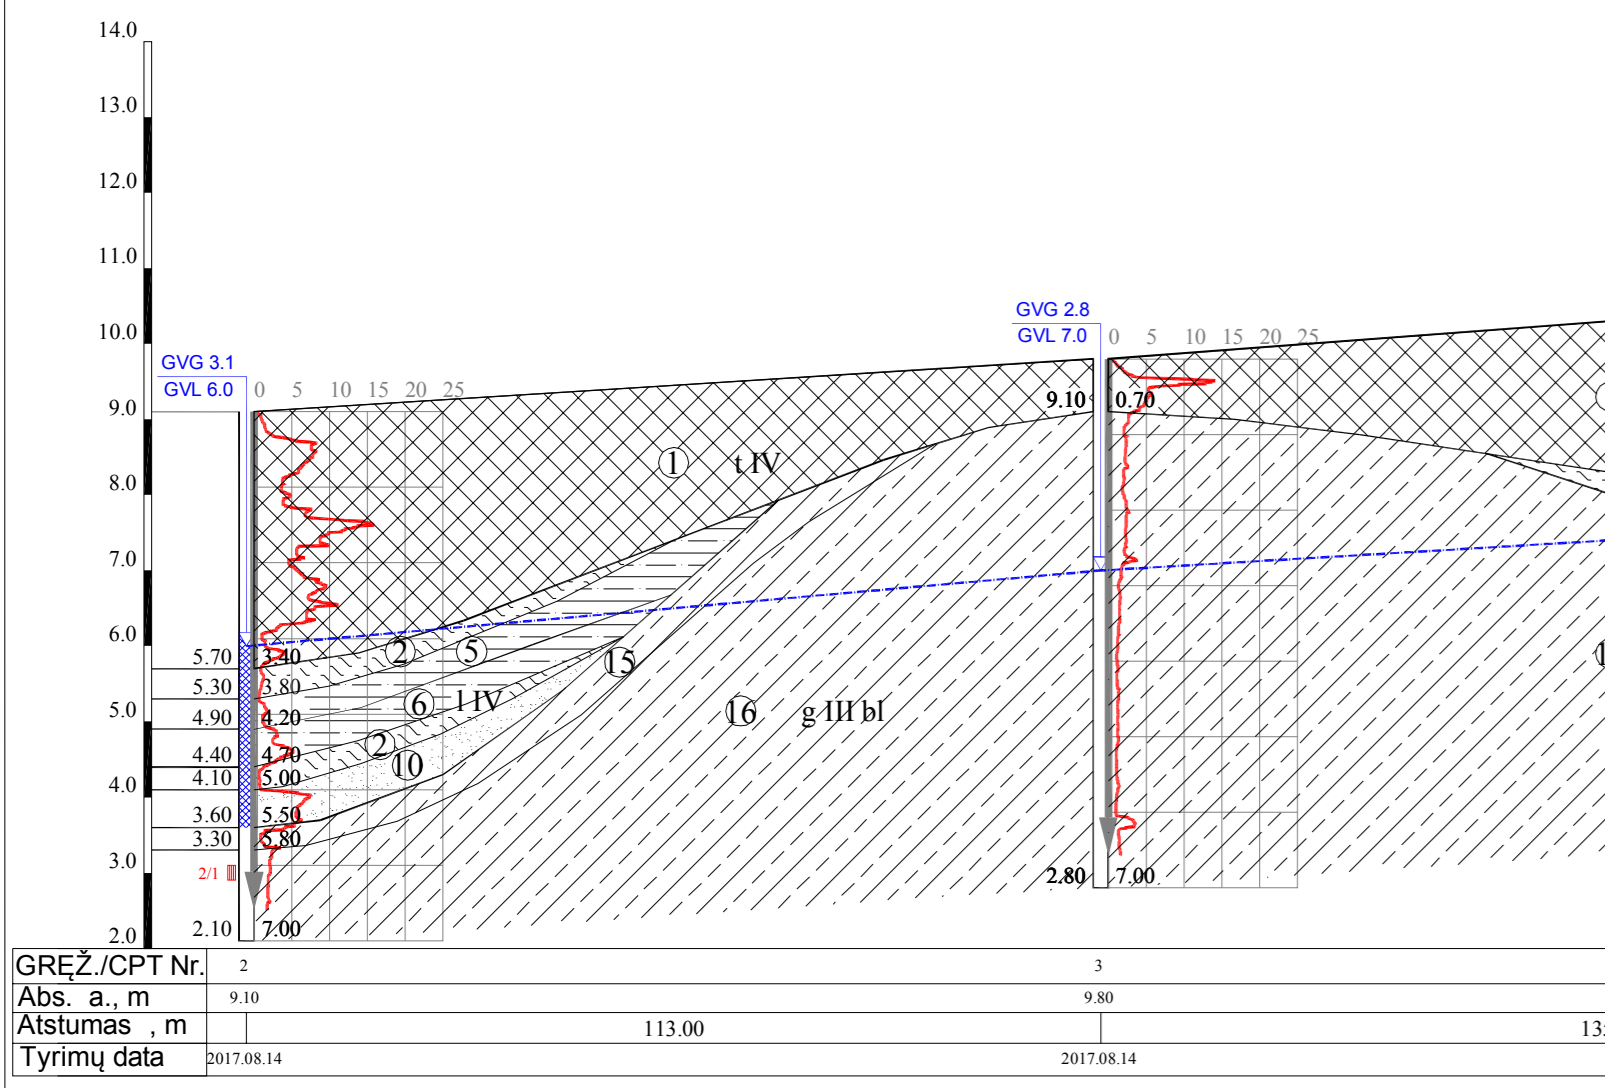 14.0
13.0
12.0
11.0
10.0
9.0
8.0
7.0
6.0
5.0
4.0
3.0
2.0
GVG 3.1
GVL 6.0
0 5 10 15 20 25
GVG 2.8
GVL 7.0
0 5 10 15 20 25
9.10 0.70
1 t IV
5.70 3.40
5.30 3.80
4.90 4.20
4.40 4.70
4.10 5.00
3.60 5.50
3.30 5.80
2/1
2.10 7.00
2 5 15
6 l IV
16 g III bl
2
10
2.80 7.00
GRĘŽ./CPT Nr. 2 3
Abs. a., m 9.10 9.80
Atstumas , m 113.00
Tyrimų data 2017.08.14 2017.08.14